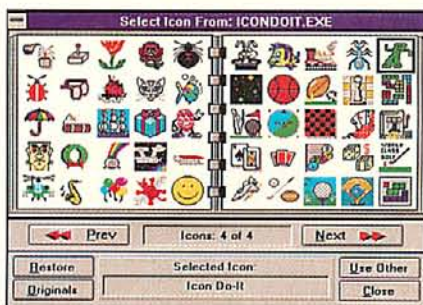 Select Icon From: ICONDOIT.EXE
Prev
Icons: 4 of 4
Next
Restore
Selected Icon:
Use Other
Originals
Icon Do-It
Close